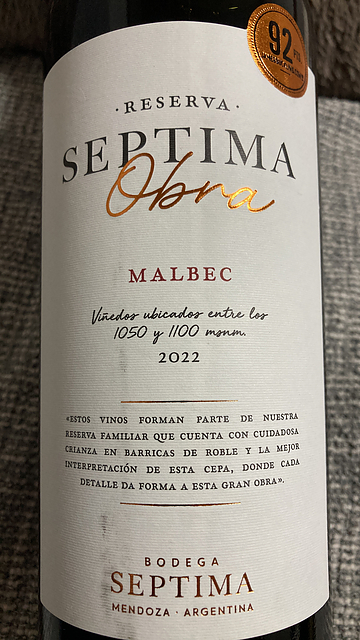 92
PTS
·RESERVA·
SEPTIMA
Obra
MALBEC
Viñedos ubicados entre los
1050 y 1100 msnm.
2022
«ESTOS VINOS FORMAN PARTE DE NUESTRA
RESERVA FAMILIAR QUE CUENTA CON CUIDADOSA
CRIANZA EN BARRICAS DE ROBLE Y LA MEJOR
INTERPRETACIÓN DE ESTA CEPA, DONDE CADA
DETALLE DA FORMA A ESTA GRAN OBRA».
BODEGA
SEPTIMA
MENDOZA · ARGENTINA